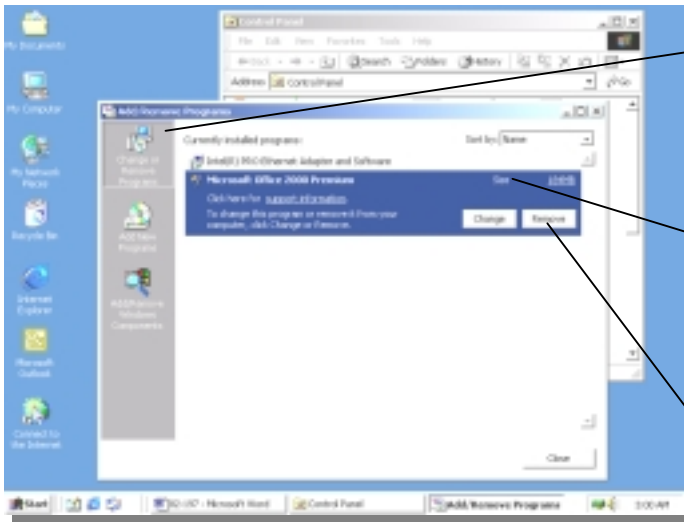 Control Panel
File Edit View Favorites Tools Help
Back Search Folders History
Address Control Panel Go
My Documents
My Computer
My Network Places
Recycle Bin
Internet Explorer
Microsoft Outlook
Connect to the Internet
Add/Remove Programs
Change or Remove Programs
Add New Programs
Add/Remove Windows Components
Currently installed programs:
Sort by: Name
Intel(R) PRO Ethernet Adapter and Software
Microsoft Office 2000 Premium
Size
Click here for support information.
To change this program or remove it from your
computer, click Change or Remove.
Change Remove
Close
Start
Microsoft Word
Control Panel
Add/Remove Programs